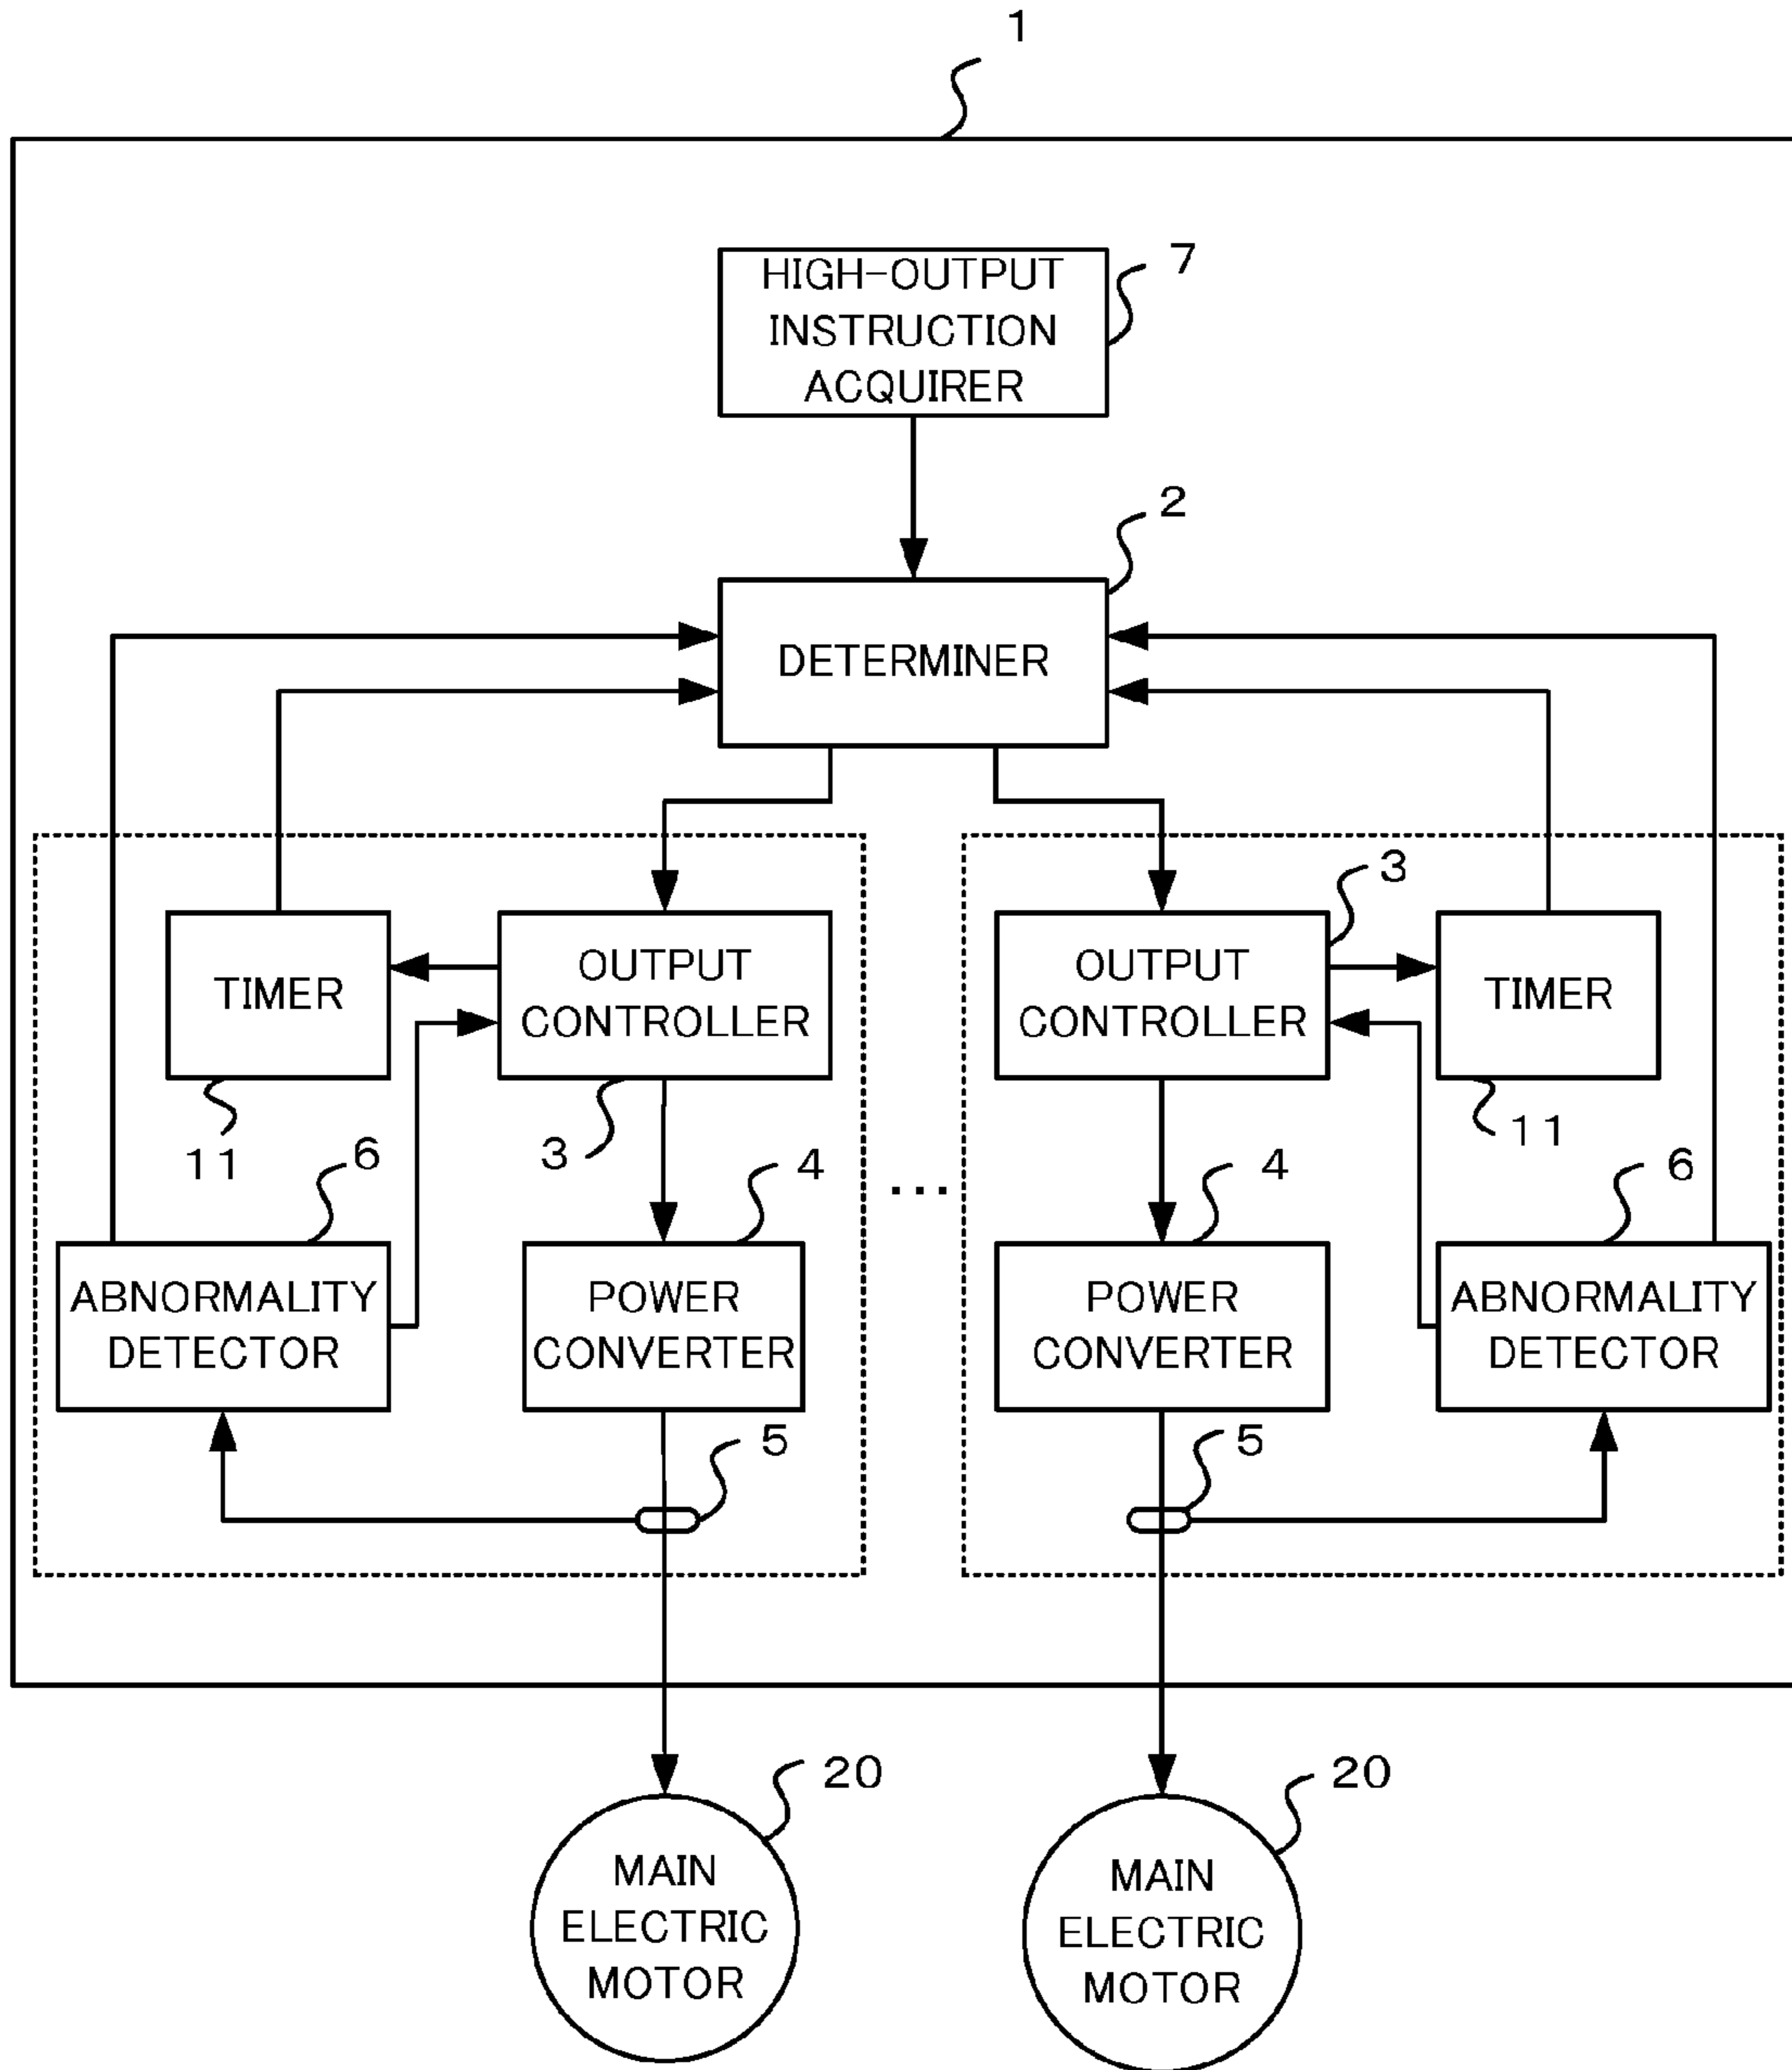 1
HIGH-OUTPUT
INSTRUCTION
ACQUIRER
7
2
DETERMINER
3
TIMER
OUTPUT
CONTROLLER
OUTPUT
CONTROLLER
TIMER
11
6
3
4
...
4
11
6
ABNORMALITY
DETECTOR
POWER
CONVERTER
POWER
CONVERTER
ABNORMALITY
DETECTOR
5
5
20
20
MAIN
ELECTRIC
MOTOR
MAIN
ELECTRIC
MOTOR